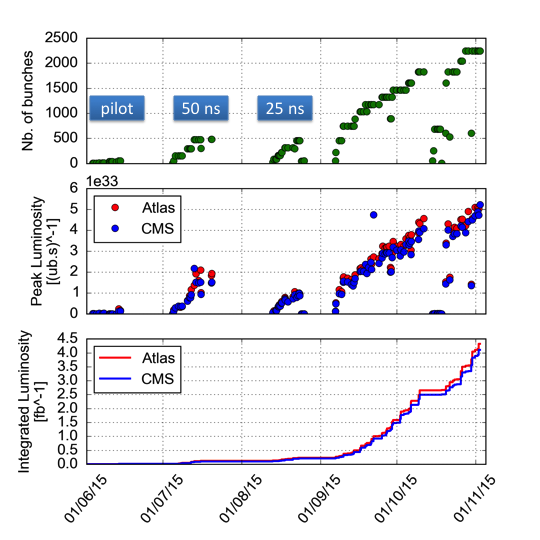 2500
2000
1500
1000
500
0
Nb. of bunches
pilot
50 ns
25 ns
1e33
6
5
4
3
2
1
0
Peak Luminosity
[(ub.s)^-1]
Atlas
CMS
4.5
4.0
3.5
3.0
2.5
2.0
1.5
1.0
0.5
0.0
Integrated Luminosity
[fb^-1]
Atlas
CMS
01/06/15
01/07/15
01/08/15
01/09/15
01/10/15
01/11/15